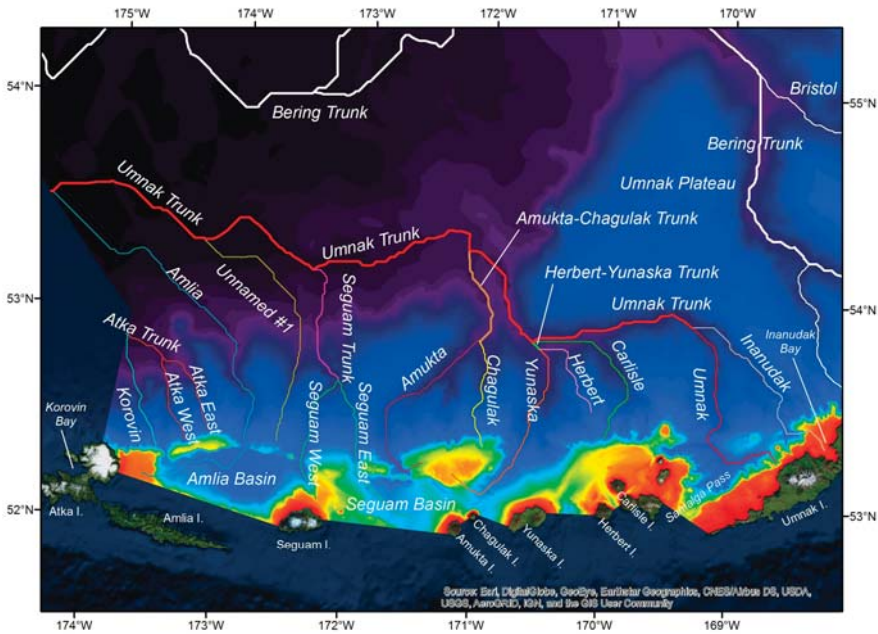 175°W 174°W 173°W 172°W 171°W 170°W
54°N
55°N
Bristol
Bering Trunk
Bering Trunk
Umnak Plateau
Umnak Trunk
Amukta-Chagulak Trunk
Umnak Trunk
Amlia
Unnamed #1
Seguam Trunk
Herbert-Yunaska Trunk
53°N
54°N
Umnak Trunk
Atka Trunk
Inanudak
Bay
Amukta
Chagulak
Yunaska
Herbert
Carlisle
Umnak
Inanudak
Korovin
Atka West
Atka East
Seguam West
Seguam East
Korovin
Bay
Amlia Basin
Seguam Basin
Samalga Pass
52°N
53°N
Atka I.
Amlia I.
Seguam I.
Amukta I.
Chagulak I.
Yunaska I.
Herbert I.
Carlisle I.
Umnak I.
Source: Esri, DigitalGlobe, GeoEye, Earthstar Geographics, CNES/Airbus DS, USDA,
USGS, AeroGRID, IGN, and the GIS User Community
174°W 173°W 172°W 171°W 170°W 169°W